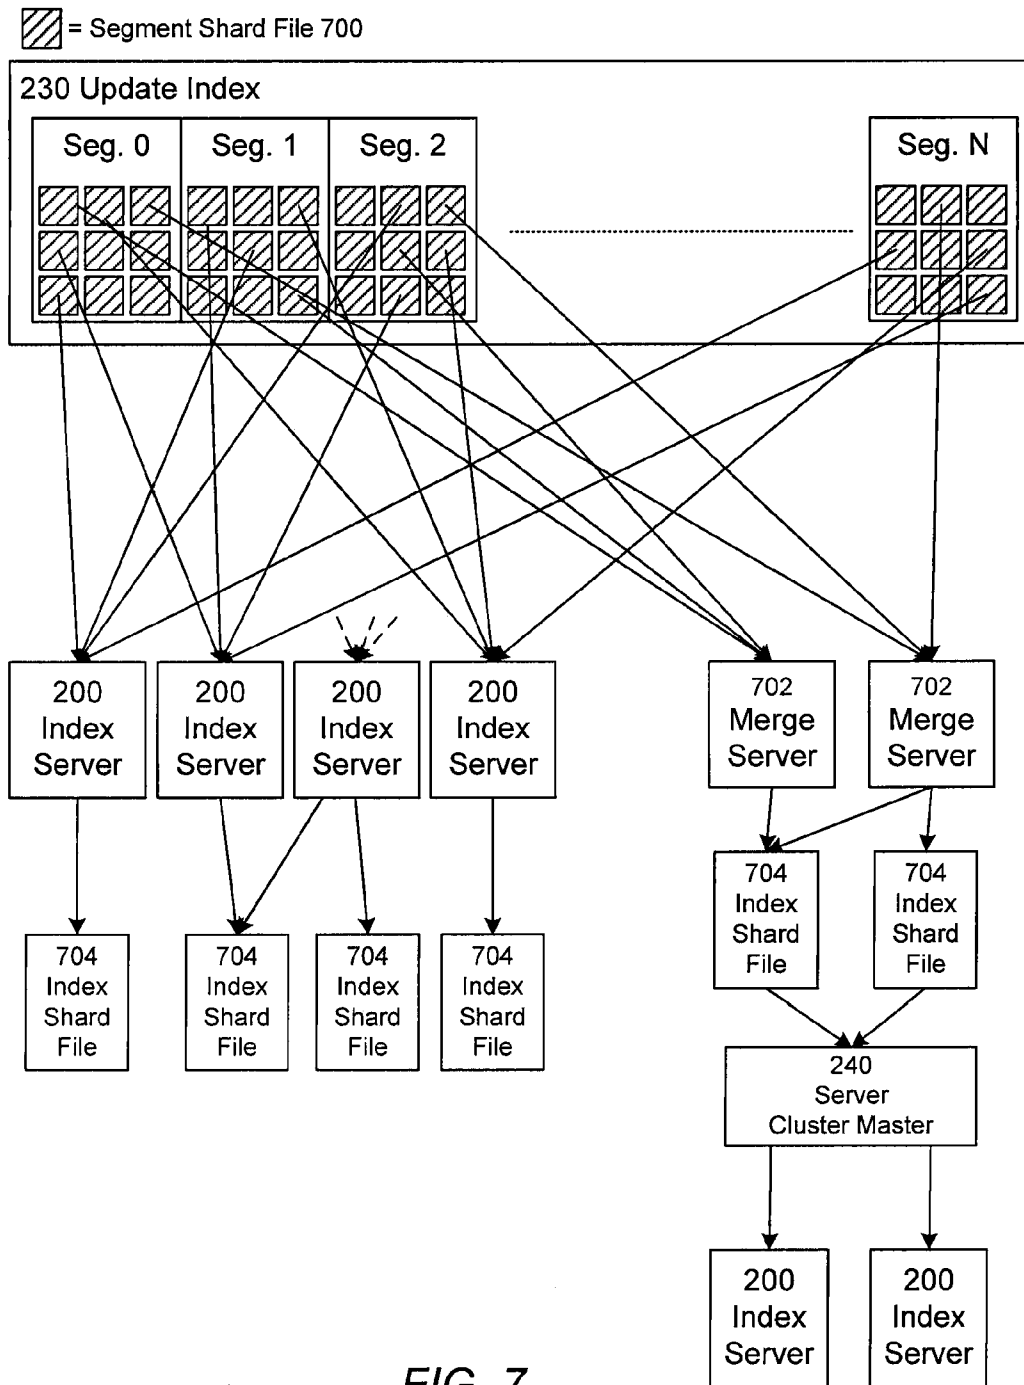 = Segment Shard File 700
230 Update Index
Seg. 0
Seg. 1
Seg. 2
Seg. N
200
Index
Server
200
Index
Server
200
Index
Server
200
Index
Server
702
Merge
Server
702
Merge
Server
704
Index
Shard
File
704
Index
Shard
File
704
Index
Shard
File
704
Index
Shard
File
704
Index
Shard
File
704
Index
Shard
File
240
Server
Cluster Master
200
Index
Server
200
Index
Server
FIG. 7